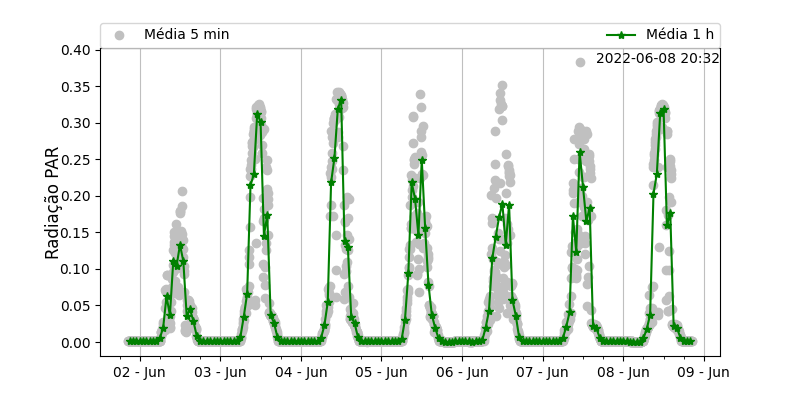 Média 5 min
Média 1 h
2022-06-08 20:32
Radiação PAR
0.40
0.35
0.30
0.25
0.20
0.15
0.10
0.05
0.00
02 - Jun
03 - Jun
04 - Jun
05 - Jun
06 - Jun
07 - Jun
08 - Jun
09 - Jun